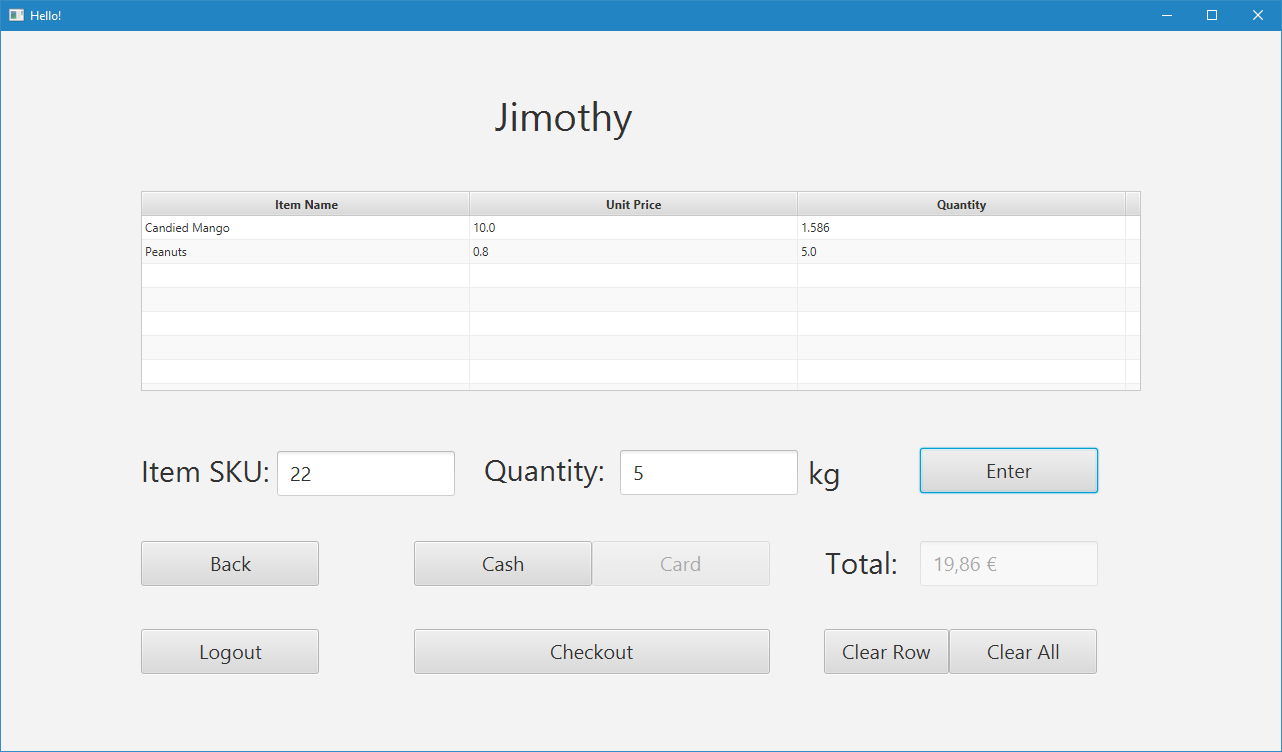 Hello!
Jimothy
Item Name Unit Price Quantity
Candied Mango 10.0 1.586
Peanuts 0.8 5.0
Item SKU: 22 Quantity: 5 kg Enter
Back Cash Card Total: 19,86 €
Logout Checkout Clear Row Clear All